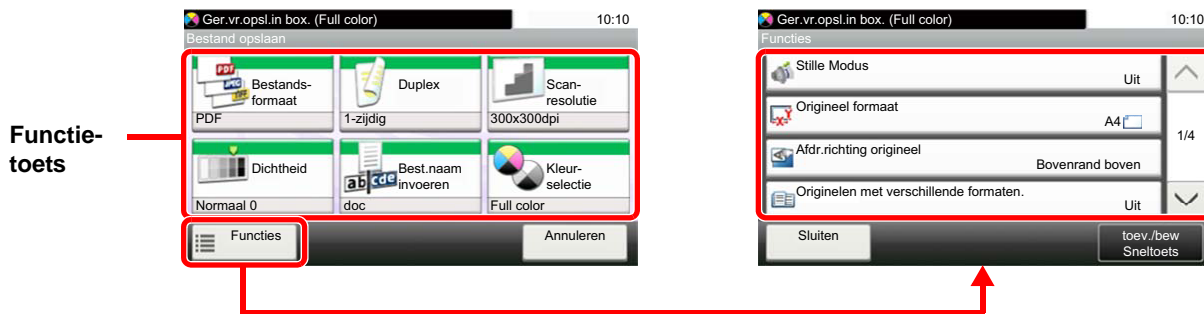 Ger.vr.opsl.in box. (Full color) 10:10
Bestand opslaan
Functie-
toets
Bestands-
formaat
PDF
Duplex
1-zijdig
Scan-
resolutie
300x300dpi
Dichtheid
Normaal 0
ab cde
Best.naam
invoeren
doc
Kleur-
selectie
Full color
Functies
Annuleren
Ger.vr.opsl.in box. (Full color) 10:10
Functies
Stille Modus
Uit
Origineel formaat
A4
Afdr.richting origineel
Bovenrand boven
Originelen met verschillende formaten.
Uit
1/4
Sluiten
toev./bew
Sneltoets